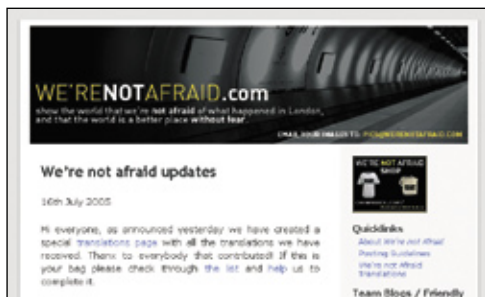 WE'RENOTAFRAID.com
show the world that we're not afraid of what happened in London,
and that the world is a better place without fear.
EMAIL YOUR IMAGES TO: PICS@WERENOTAFRAID.COM
We're not afraid updates
16th July 2005
Hi everyone, as announced yesterday we have created a
special translations page with all the translations we have
received. Thanx to everybody that contributed! If this is
your bag please check through the list and help us to
complete it.
WE'RE NOT AFRAID
SHOP
Quicklinks
About We're not Afraid
Posting Guidelines
We're not Afraid
Translations
Team Blogs / Friendly